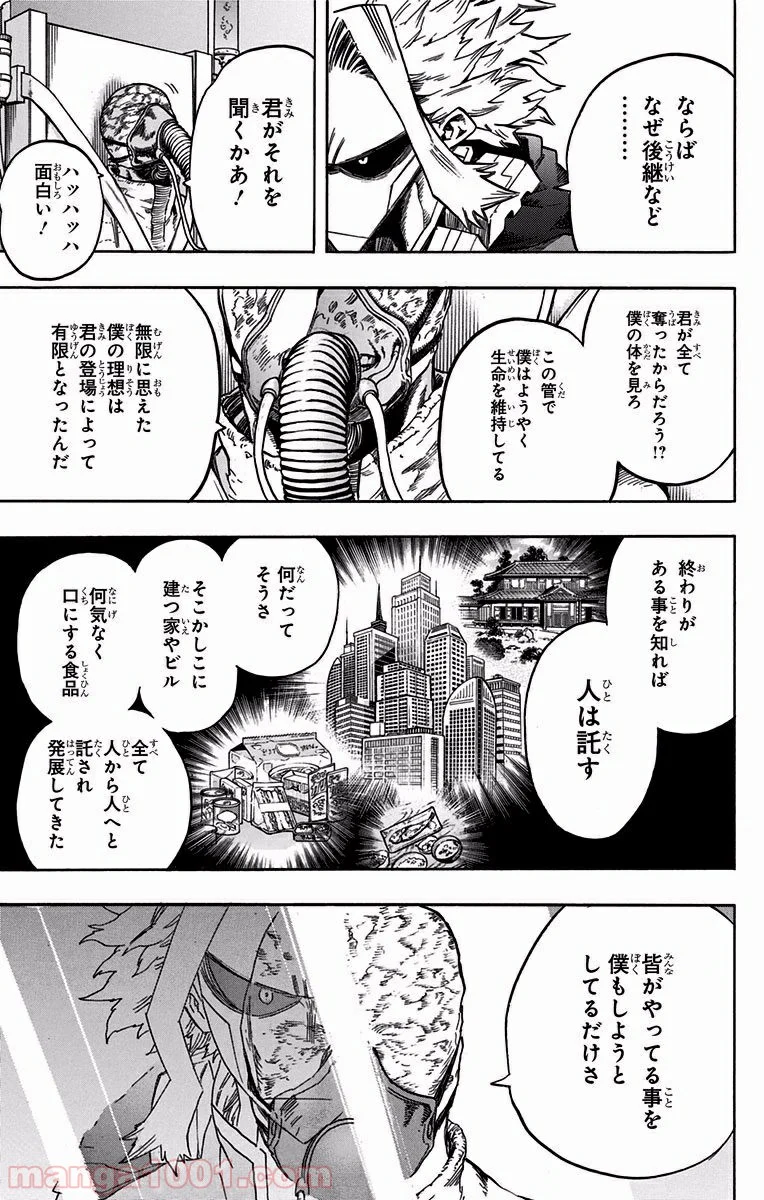 ならば
なぜ後継など
…………
君がそれを
聞くかあ！
ハッハッハ
面白い！
君が全て
奪ったからだろう!?
僕の体を見ろ
この管で
僕はようやく
生命を維持してる
無限に思えた
僕の理想は
君の登場によって
有限となったんだ
終わりが
ある事を知れば
人は託す
何だって
そうさ
そこかしこに
建つ家やビル
何気なく
口にする食品
全て
人から人へと
託され
発展してきた
皆がやってる事を
僕もしようと
してるだけさ
manga1001.com